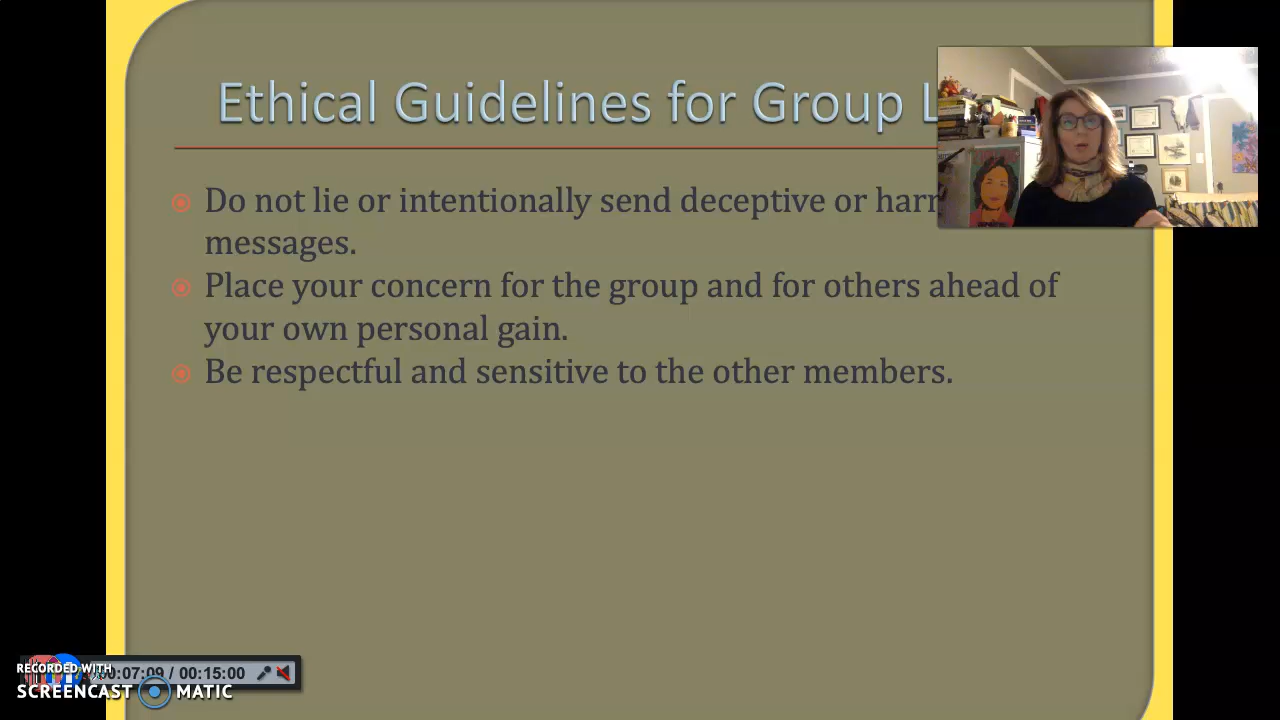 Ethical Guidelines for Group
Do not lie or intentionally send deceptive or
messages.
Place your concern for the group and for others ahead of
your own personal gain.
Be respectful and sensitive to the other members.
RECORDED WITH
:07:09 / 00:15:00
SCREENCAST MATIC